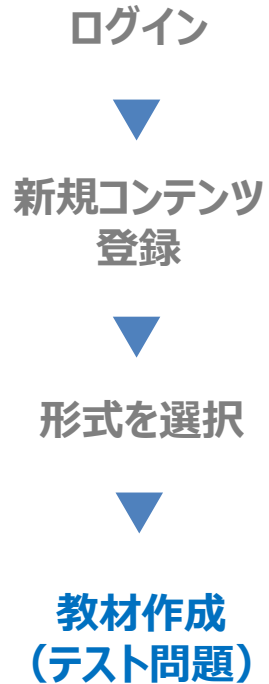 ログイン
新規コンテンツ
登録
形式を選択
教材作成
（テスト問題）